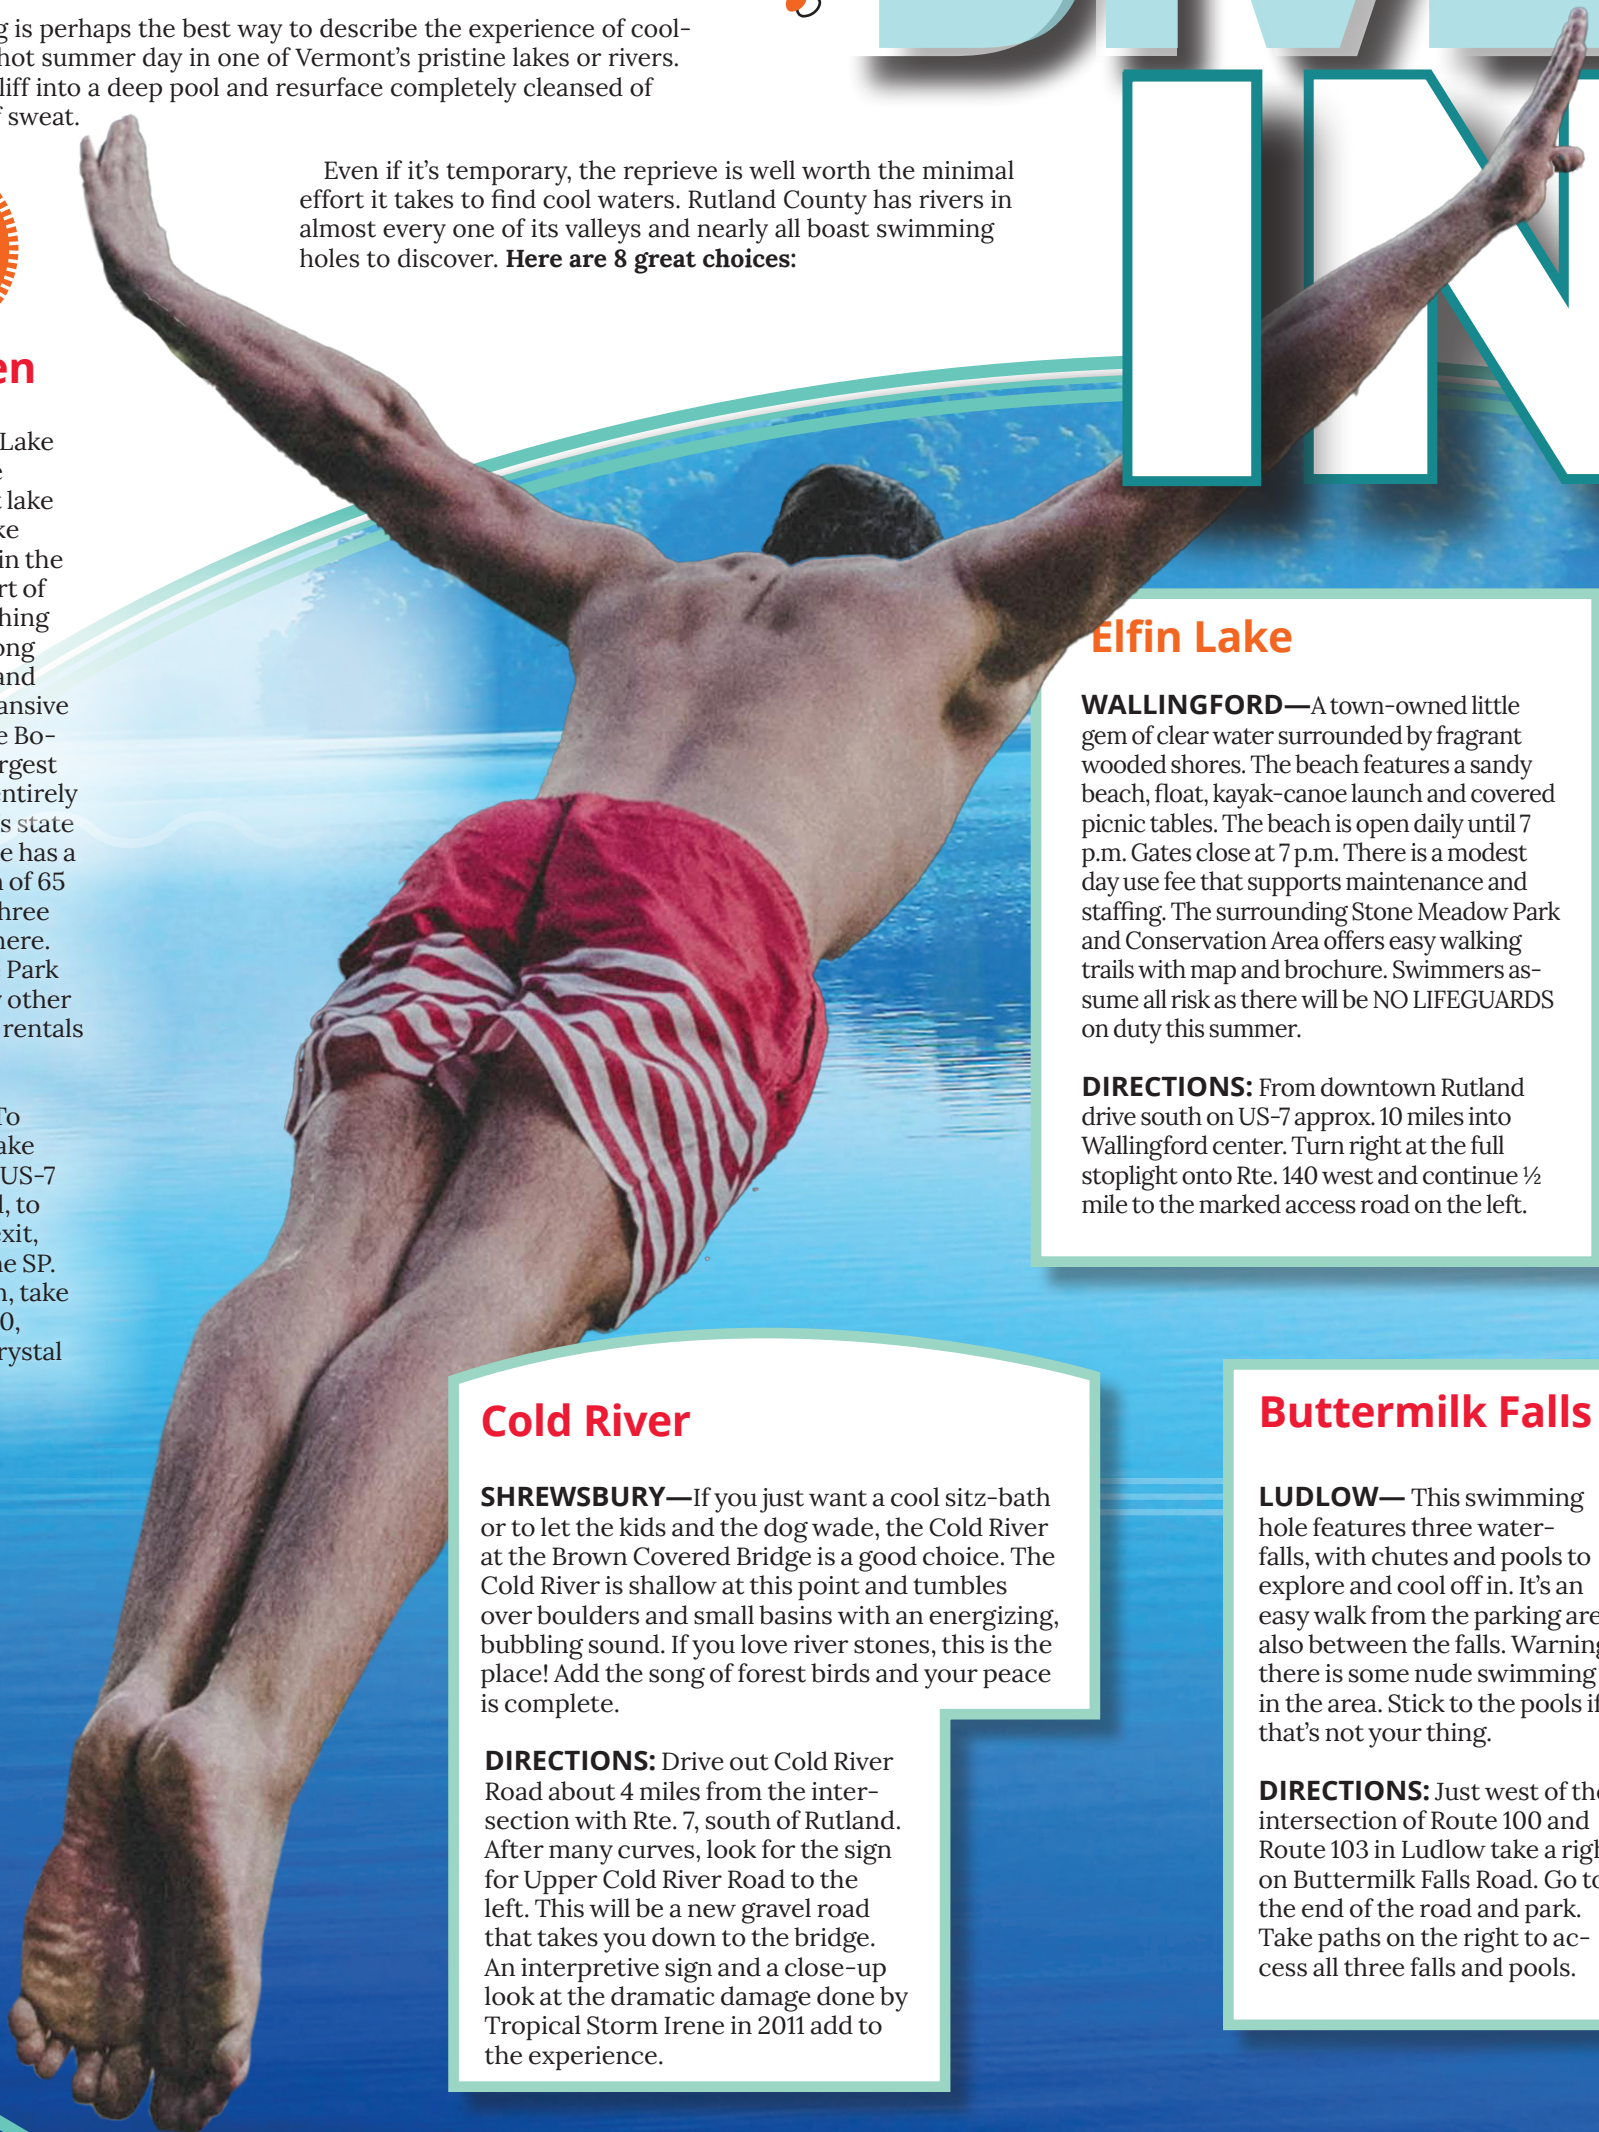 g is perhaps the best way to describe the experience of cool-
hot summer day in one of Vermont's pristine lakes or rivers.
liff into a deep pool and resurface completely cleansed of
f sweat.
DIVE
IN
Even if it's temporary, the reprieve is well worth the minimal
effort it takes to find cool waters. Rutland County has rivers in
almost every one of its valleys and nearly all boast swimming
holes to discover. Here are 8 great choices:
en
Lake
e
t lake
ke
in the
rt of
hing
ong
and
ansive
e Bo-
rgest
entirely
s state
e has a
n of 65
hree
here.
Park
other
rentals
To
ake
US-7
l, to
exit,
ne SP.
n, take
0,
rystal
Elfin Lake
WALLINGFORD—A town-owned little
gem of clear water surrounded by fragrant
wooded shores. The beach features a sandy
beach, float, kayak-canoe launch and covered
picnic tables. The beach is open daily until 7
p.m. Gates close at 7 p.m. There is a modest
day use fee that supports maintenance and
staffing. The surrounding Stone Meadow Park
and Conservation Area offers easy walking
trails with map and brochure. Swimmers as-
sume all risk as there will be NO LIFEGUARDS
on duty this summer.
DIRECTIONS: From downtown Rutland
drive south on US-7 approx. 10 miles into
Wallingford center. Turn right at the full
stoplight onto Rte. 140 west and continue ½
mile to the marked access road on the left.
Cold River
SHREWSBURY—If you just want a cool sitz-bath
or to let the kids and the dog wade, the Cold River
at the Brown Covered Bridge is a good choice. The
Cold River is shallow at this point and tumbles
over boulders and small basins with an energizing,
bubbling sound. If you love river stones, this is the
place! Add the song of forest birds and your peace
is complete.
DIRECTIONS: Drive out Cold River
Road about 4 miles from the inter-
section with Rte. 7, south of Rutland.
After many curves, look for the sign
for Upper Cold River Road to the
left. This will be a new gravel road
that takes you down to the bridge.
An interpretive sign and a close-up
look at the dramatic damage done by
Tropical Storm Irene in 2011 add to
the experience.
Buttermilk Falls
LUDLOW— This swimming
hole features three water-
falls, with chutes and pools to
explore and cool off in. It's an
easy walk from the parking are
also between the falls. Warning
there is some nude swimming
in the area. Stick to the pools if
that's not your thing.
DIRECTIONS: Just west of the
intersection of Route 100 and
Route 103 in Ludlow take a righ
on Buttermilk Falls Road. Go to
the end of the road and park.
Take paths on the right to ac-
cess all three falls and pools.